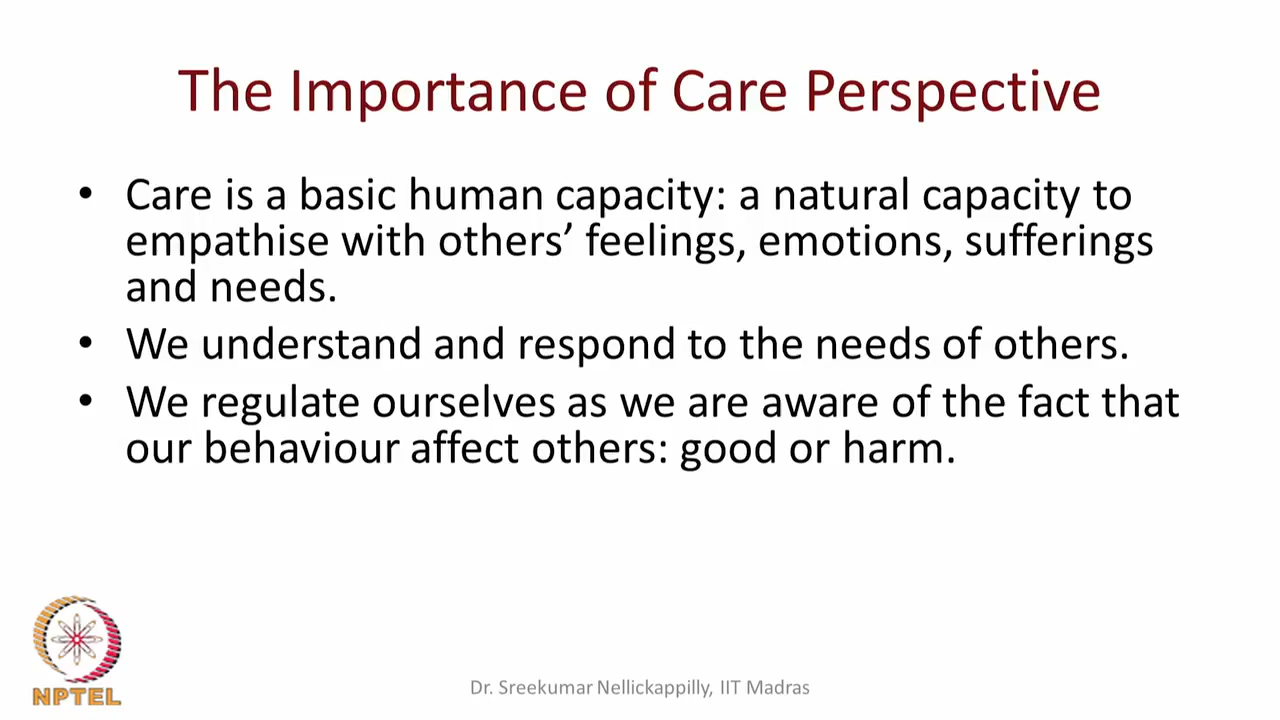 The Importance of Care Perspective
• Care is a basic human capacity: a natural capacity to
empathise with others’ feelings, emotions, sufferings
and needs.
• We understand and respond to the needs of others.
• We regulate ourselves as we are aware of the fact that
our behaviour affect others: good or harm.
NPTEL
Dr. Sreekumar Nellickappilly, IIT Madras